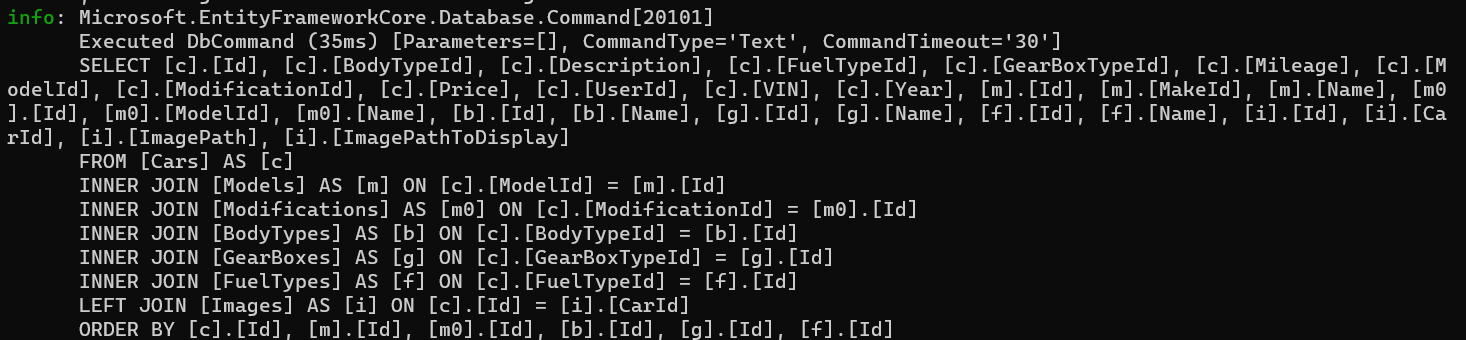 info: Microsoft.EntityFrameworkCore.Database.Command[20101]
Executed DbCommand (35ms) [Parameters=[], CommandType='Text', CommandTimeout='30']
SELECT [c].[Id], [c].[BodyTypeId], [c].[Description], [c].[FuelTypeId], [c].[GearBoxTypeId], [c].[Mileage], [c].[M
odelId], [c].[ModificationId], [c].[Price], [c].[UserId], [c].[VIN], [c].[Year], [m].[Id], [m].[MakeId], [m].[Name], [m0
].[Id], [m0].[ModelId], [m0].[Name], [b].[Id], [b].[Name], [g].[Id], [g].[Name], [f].[Id], [f].[Name], [i].[Id], [i].[Ca
rId], [i].[ImagePath], [i].[ImagePathToDisplay]
FROM [Cars] AS [c]
INNER JOIN [Models] AS [m] ON [c].[ModelId] = [m].[Id]
INNER JOIN [Modifications] AS [m0] ON [c].[ModificationId] = [m0].[Id]
INNER JOIN [BodyTypes] AS [b] ON [c].[BodyTypeId] = [b].[Id]
INNER JOIN [GearBoxes] AS [g] ON [c].[GearBoxTypeId] = [g].[Id]
INNER JOIN [FuelTypes] AS [f] ON [c].[FuelTypeId] = [f].[Id]
LEFT JOIN [Images] AS [i] ON [c].[Id] = [i].[CarId]
ORDER BY [c].[Id], [m].[Id], [m0].[Id], [b].[Id], [g].[Id], [f].[Id]